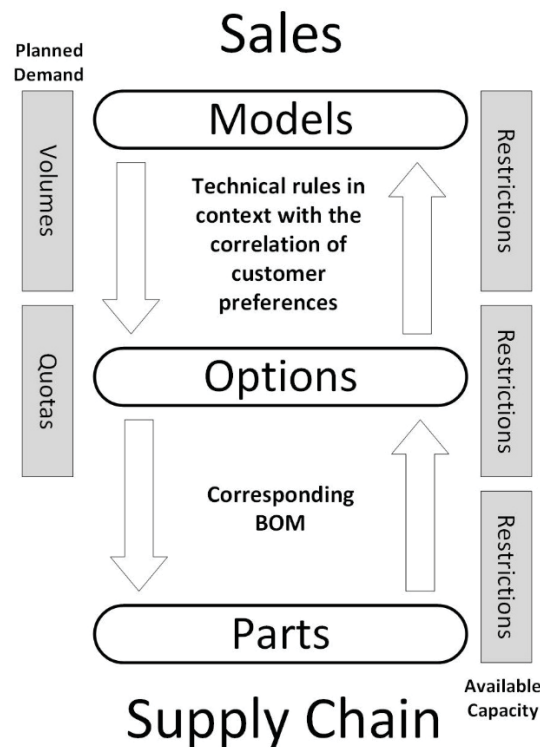 Sales
Planned
Demand
Models
Volumes
Restrictions
Technical rules in
context with the
correlation of
customer
preferences
Quotas
Options
Restrictions
Corresponding
BOM
Restrictions
Parts
Available
Capacity
Supply Chain